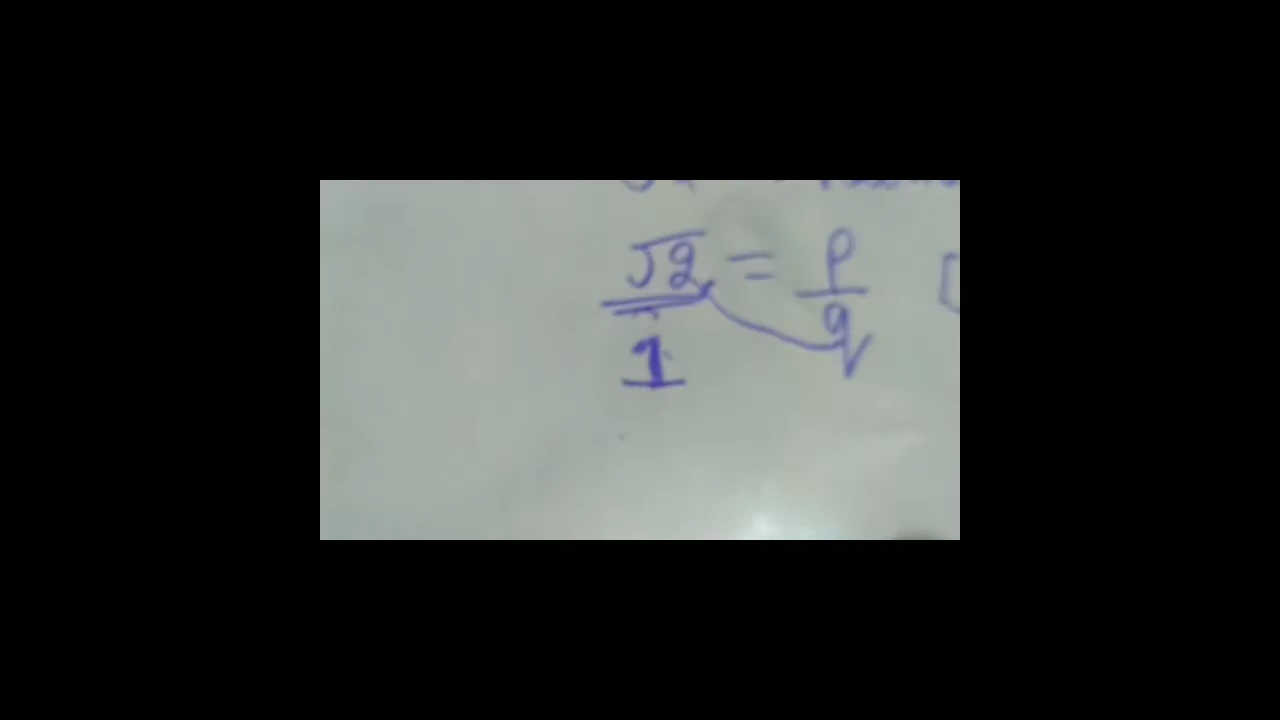 √2 = p
1 q
[